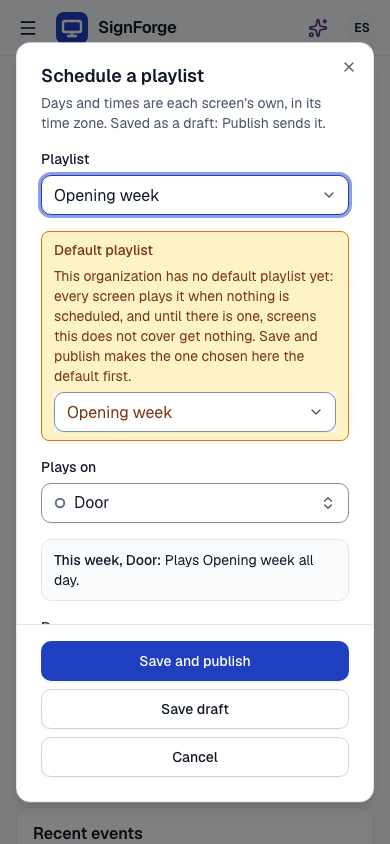 SignForge
ES
Schedule a playlist
Days and times are each screen's own, in its
time zone. Saved as a draft: Publish sends it.
Playlist
Opening week
Default playlist
This organization has no default playlist yet:
every screen plays it when nothing is
scheduled, and until there is one, screens
this does not cover get nothing. Save and
publish makes the one chosen here the
default first.
Opening week
Plays on
Door
This week, Door: Plays Opening week all
day.
Save and publish
Save draft
Cancel
Recent events